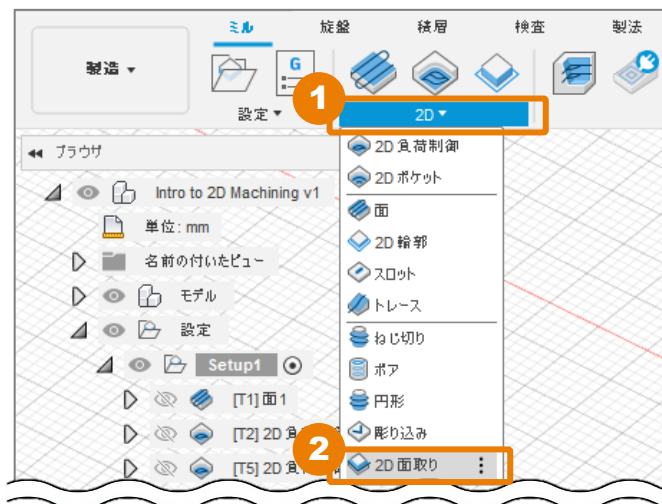 ミル 旋盤 積層 検査 製法
製造
G
設定 1 2D
ブラウザ
2D 負荷制御
2D ポケット
Intro to 2D Machining v1
面
単位: mm
2D 輪郭
名前の付いたビュー
スロット
モデル
トレース
設定
ねじ切り
Setup1
ボア
[T1] 面 1
円形
[T2] 2D 負
彫り込み
2
[T5] 2D 負
2D 面取り